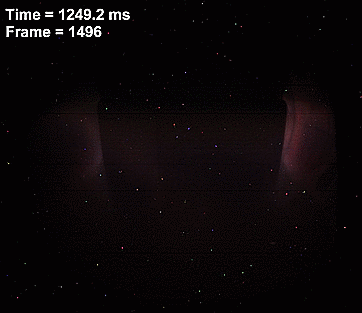 Time = 1249.2 ms
Frame = 1496